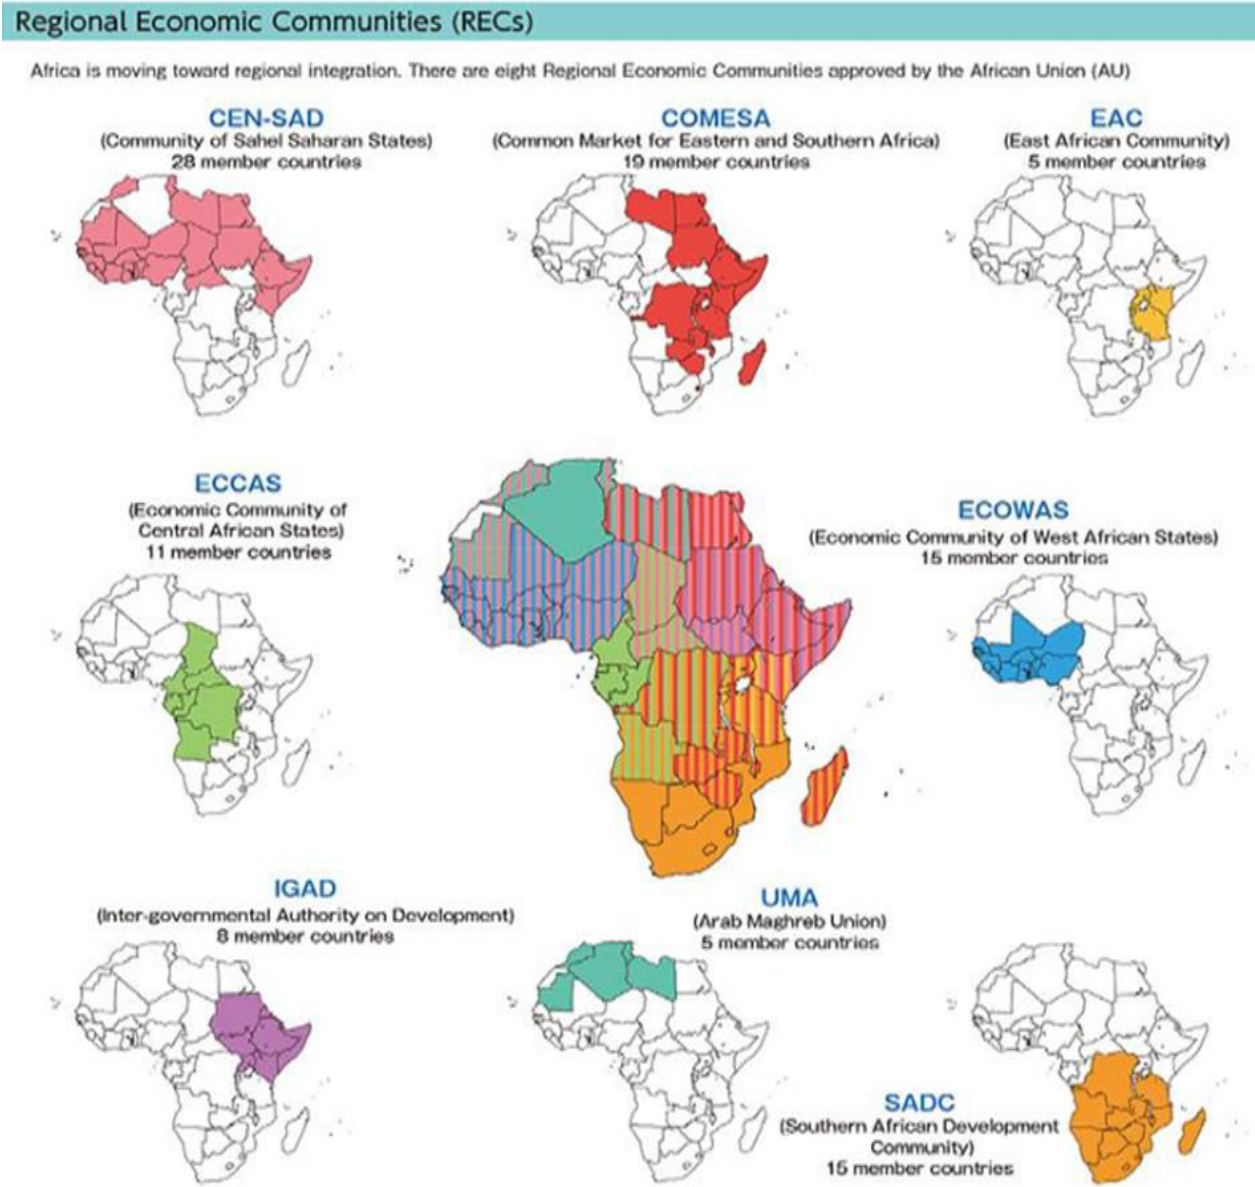 Regional Economic Communities (RECs)
Africa is moving toward regional integration. There are eight Regional Economic Communities approved by the African Union (AU)
CEN-SAD
(Community of Sahel Saharan States)
28 member countries
COMESA
(Common Market for Eastern and Southern Africa)
19 member countries
EAC
(East African Community)
5 member countries
ECCAS
(Economic Community of
Central African States)
11 member countries
ECOWAS
(Economic Community of West African States)
15 member countries
IGAD
(Inter-governmental Authority on Development)
8 member countries
UMA
(Arab Maghreb Union)
5 member countries
SADC
(Southern African Development
Community)
15 member countries